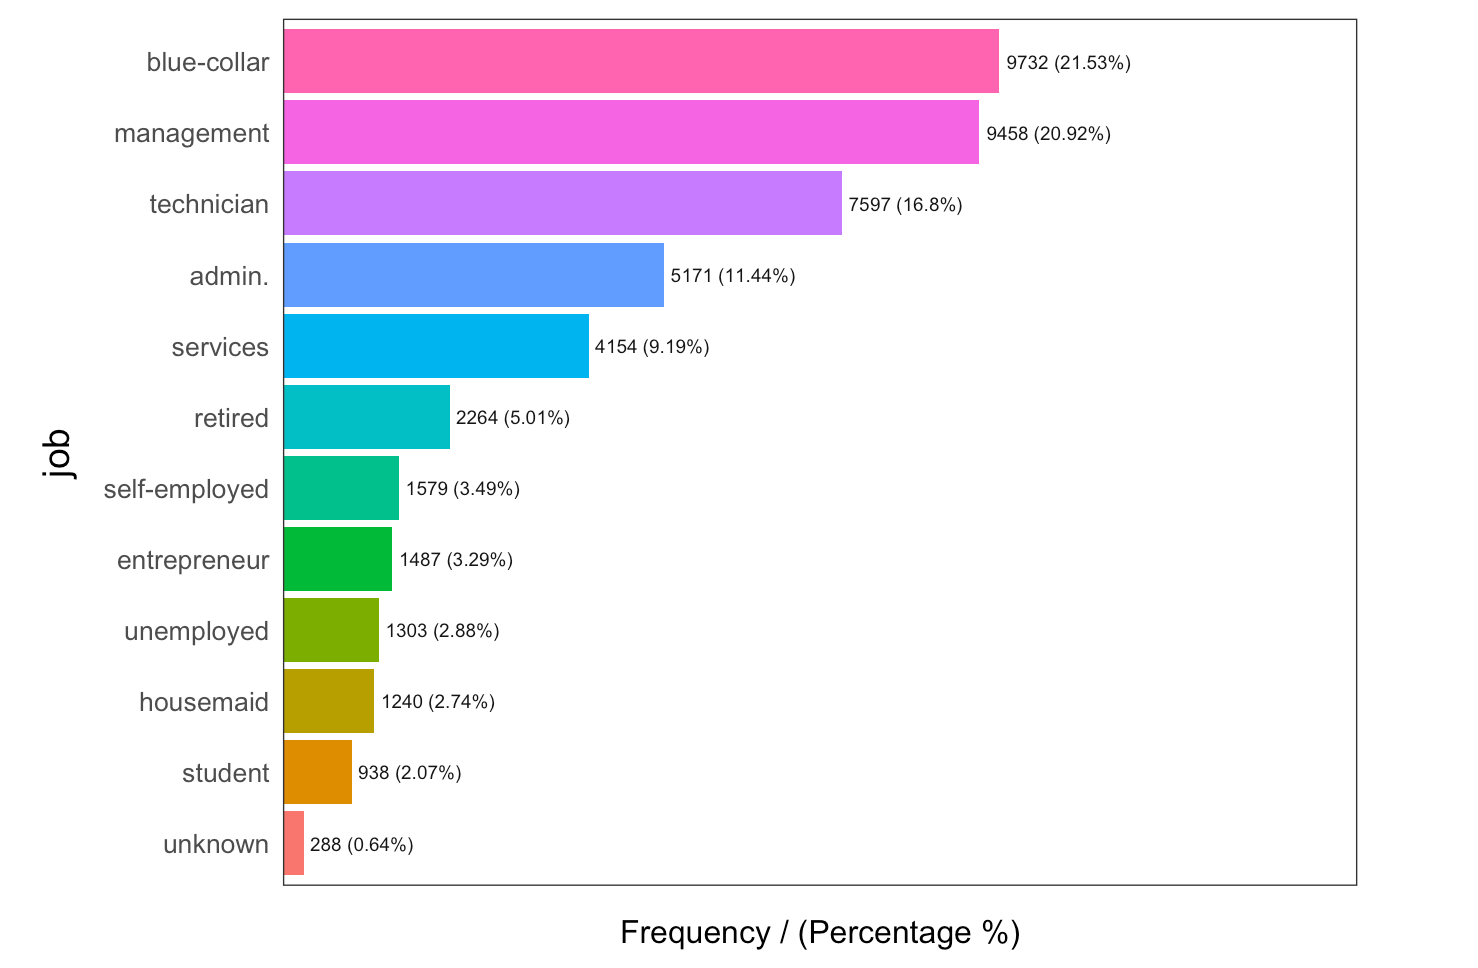 blue-collar 9732 (21.53%)
management 9458 (20.92%)
technician 7597 (16.8%)
admin. 5171 (11.44%)
services 4154 (9.19%)
retired 2264 (5.01%)
self-employed 1579 (3.49%)
entrepreneur 1487 (3.29%)
unemployed 1303 (2.88%)
housemaid 1240 (2.74%)
student 938 (2.07%)
unknown 288 (0.64%)
job
Frequency / (Percentage %)